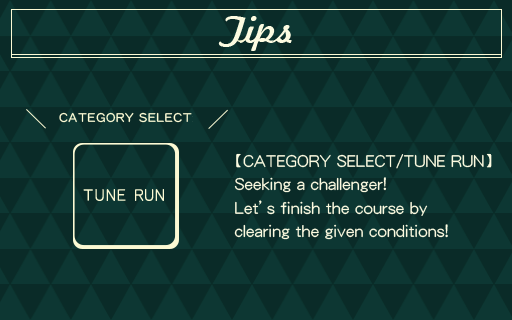 Tips
CATEGORY SELECT
TUNE RUN
【CATEGORY SELECT/TUNE RUN】
Seeking a challenger!
Let’s finish the course by
clearing the given conditions!